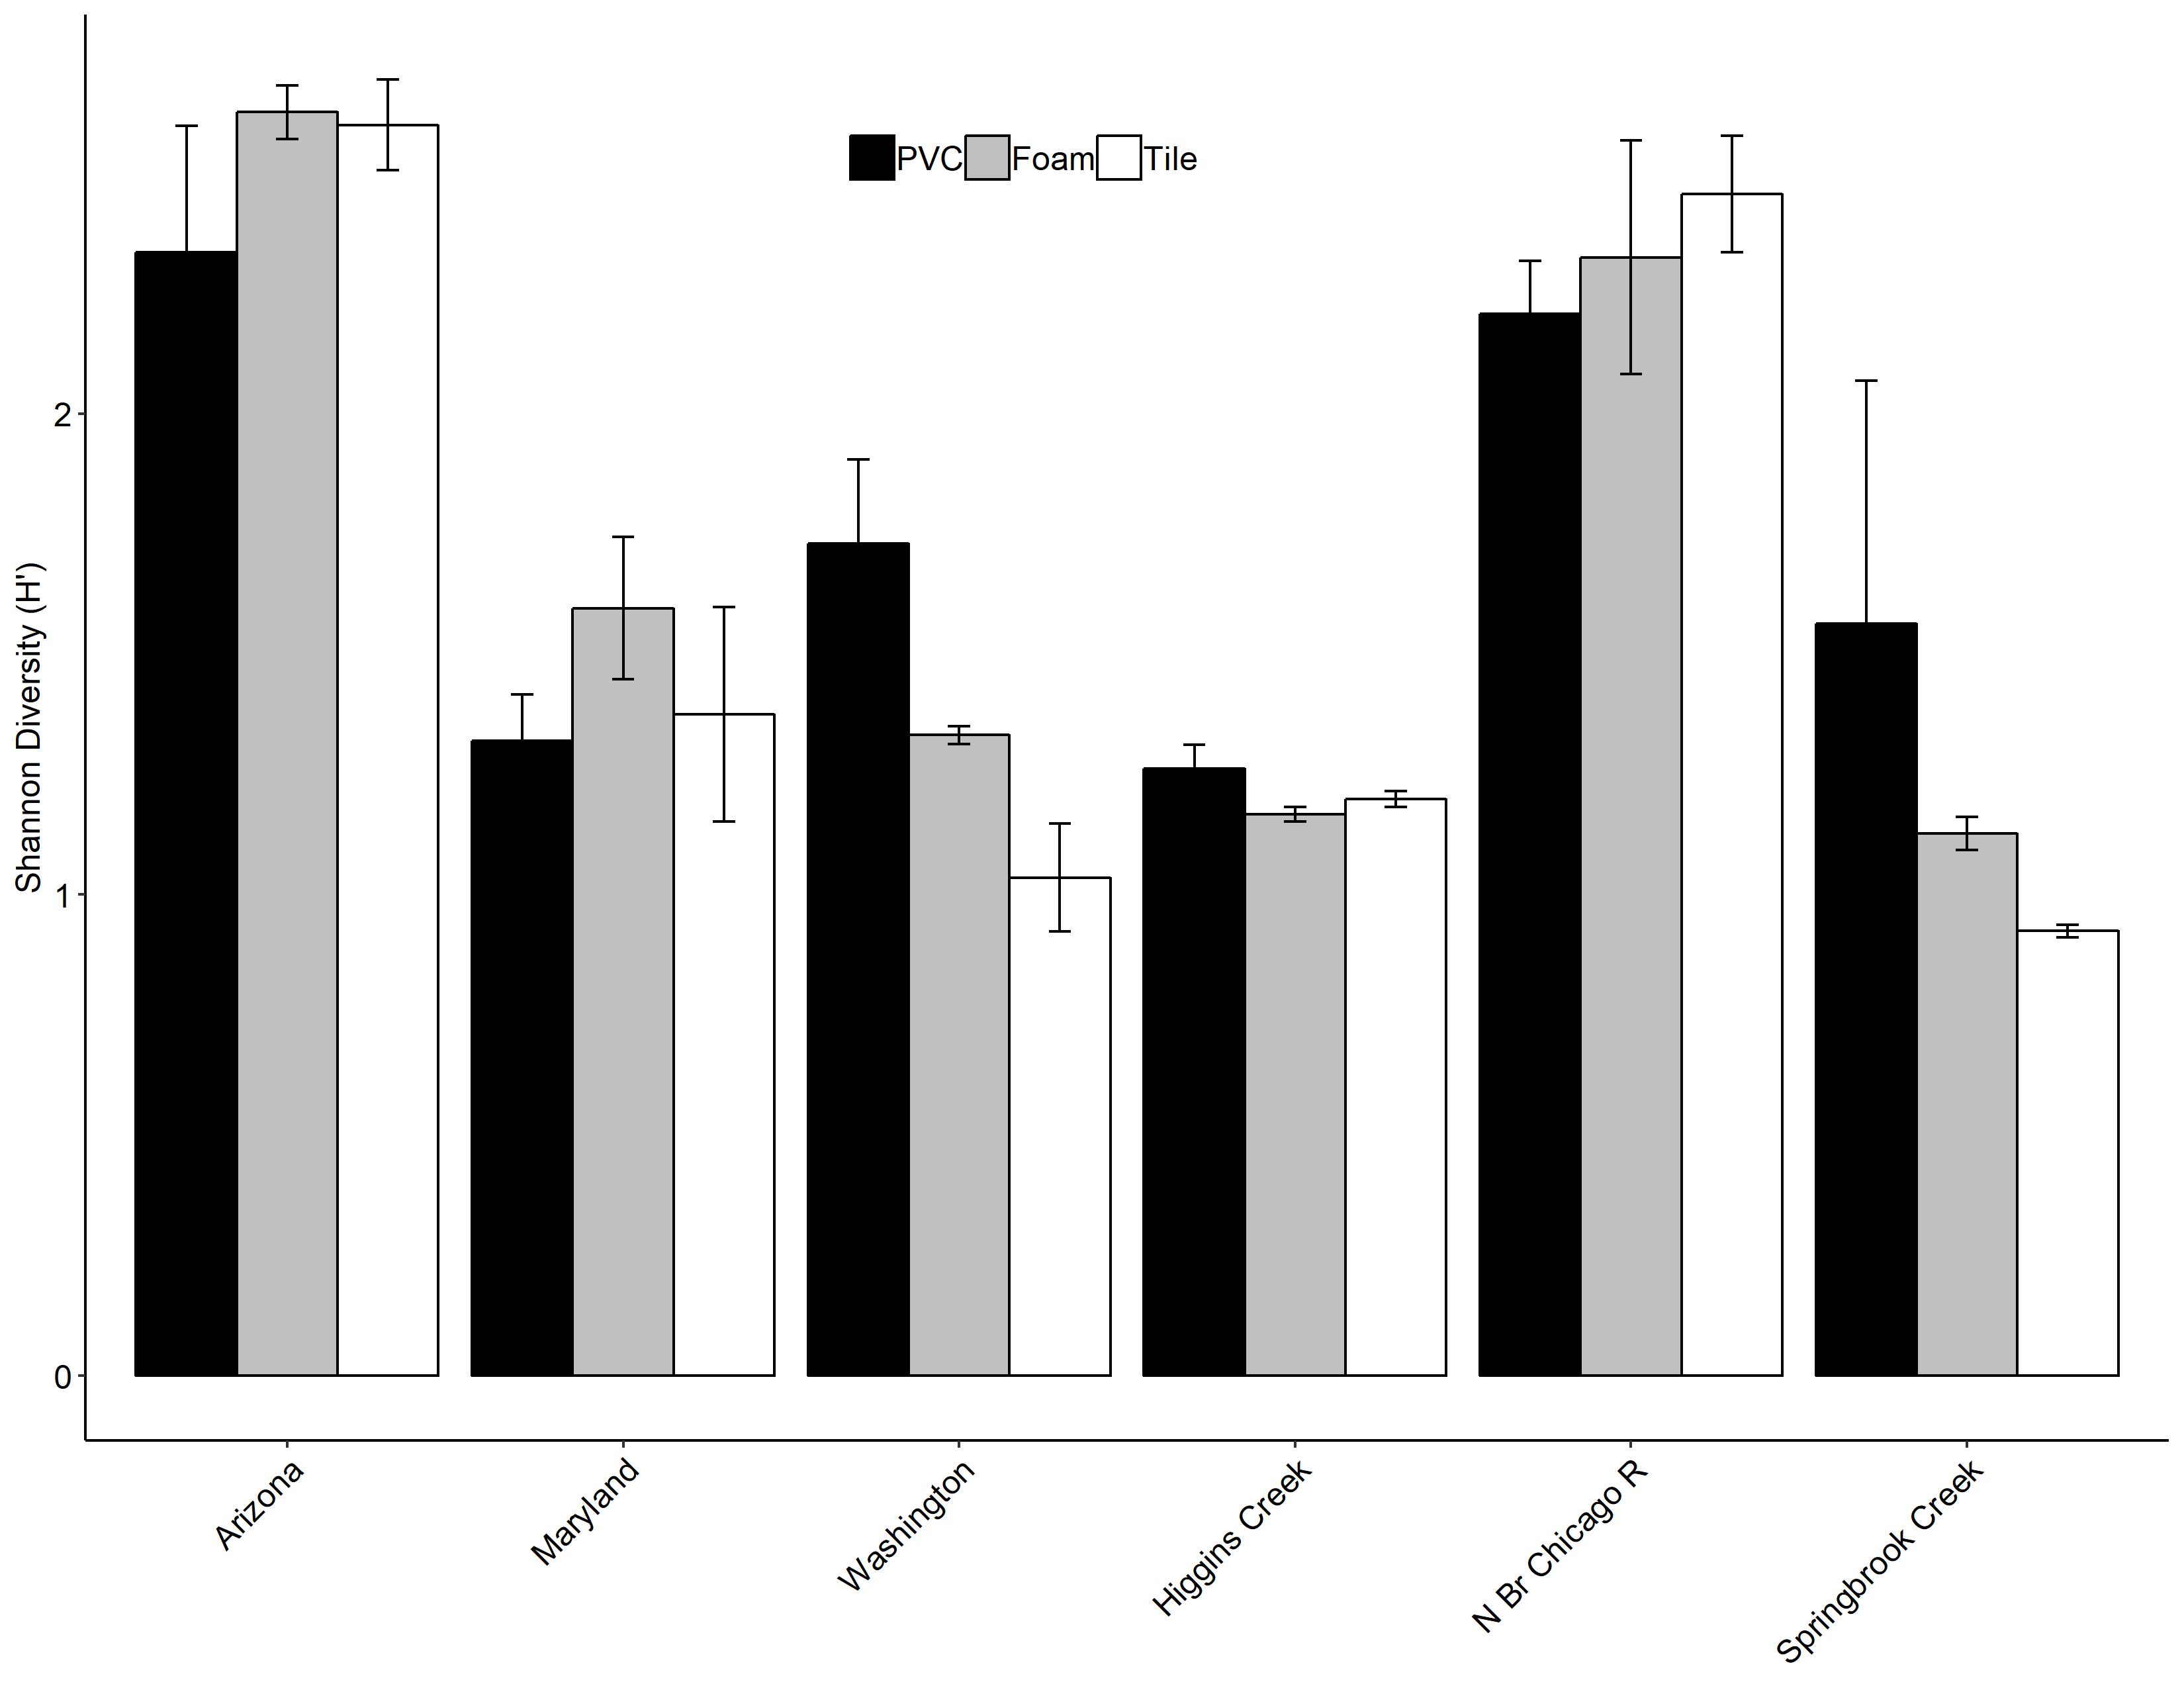 PVC Foam Tile
Shannon Diversity (H')
2
1
0
Arizona
Maryland
Washington
Higgins Creek
N Br Chicago R
Springbrook Creek